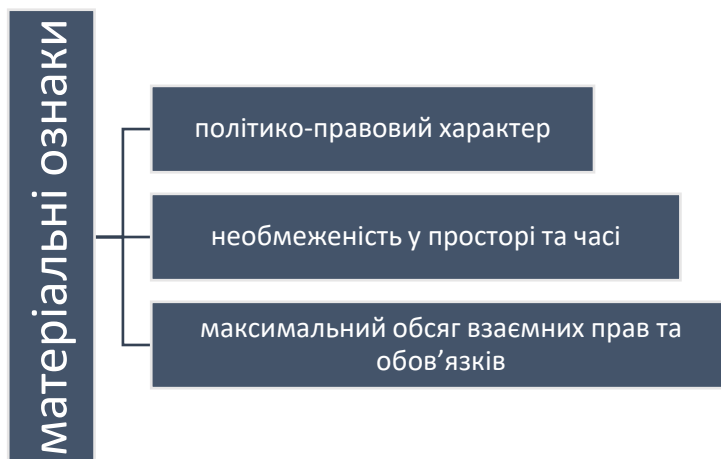 матеріальні ознаки
політико-правовий характер
необмеженість у просторі та часі
максимальний обсяг взаємних прав та
обов’язків